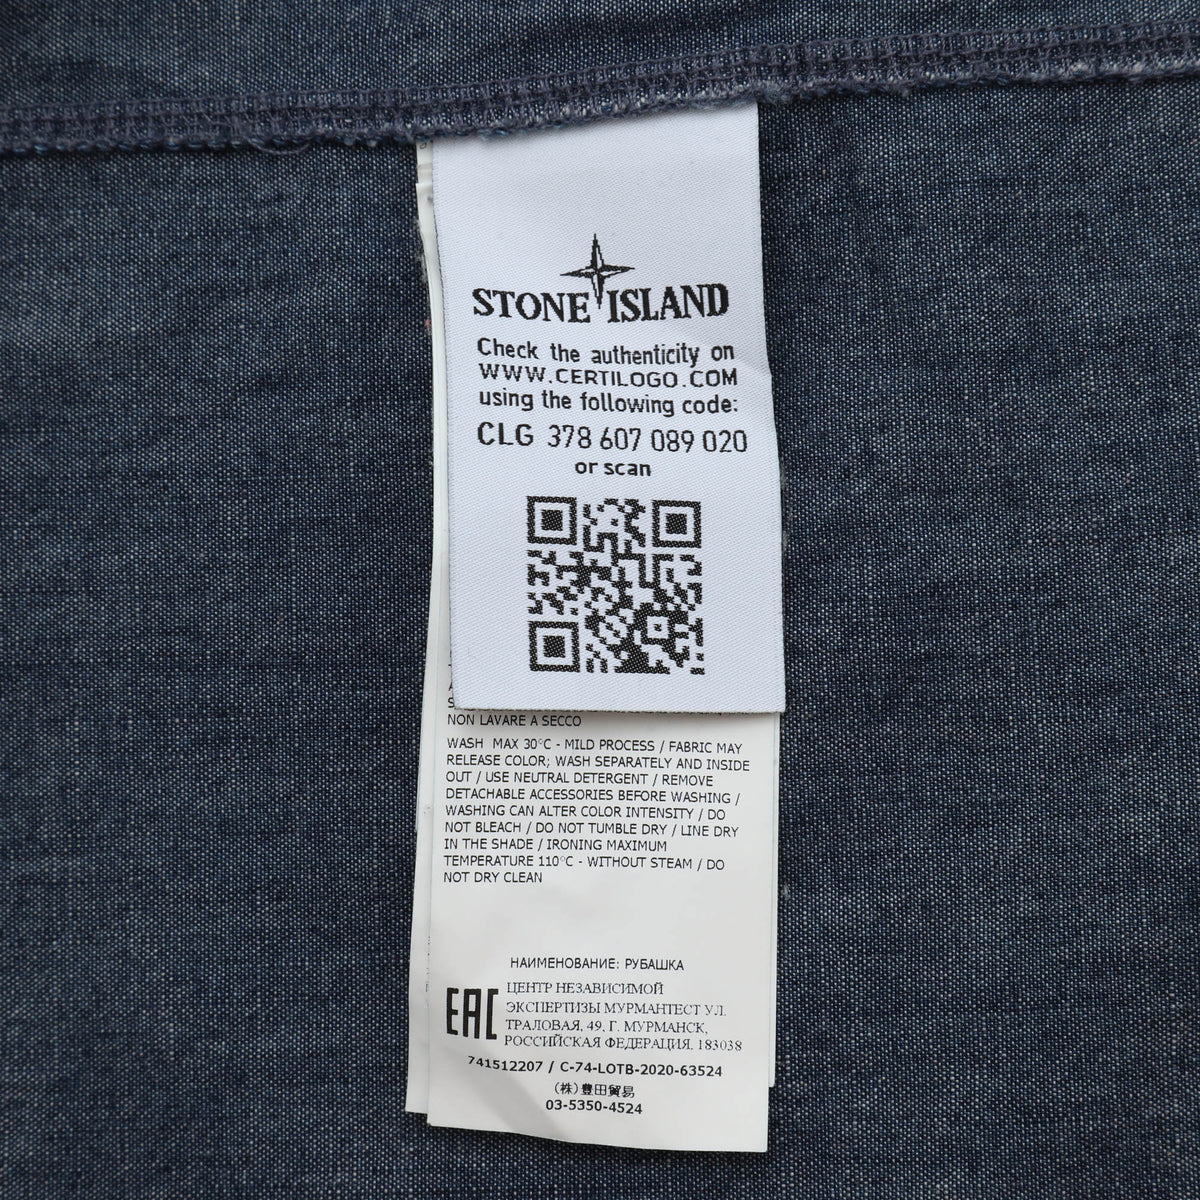 STONE ISLAND
Check the authenticity on
WWW.CERTILOGO.COM
using the following code:
CLG 378 607 089 020
or scan
NON LAVARE A SECCO
WASH MAX 30°C - MILD PROCESS / FABRIC MAY
RELEASE COLOR; WASH SEPARATELY AND INSIDE
OUT / USE NEUTRAL DETERGENT / REMOVE
DETACHABLE ACCESSORIES BEFORE WASHING /
WASHING CAN ALTER COLOR INTENSITY / DO
NOT BLEACH / DO NOT TUMBLE DRY / LINE DRY
IN THE SHADE / IRONING MAXIMUM
TEMPERATURE 110°C - WITHOUT STEAM / DO
NOT DRY CLEAN
НАИМЕНОВАНИЕ: РУБАШКА
EAC
ЦЕНТР НЕЗАВИСИМОЙ
ЭКСПЕРТИЗЫ МУРМАНТЕСТ УЛ.
ТРАЛОВАЯ, 49, Г. МУРМАНСК,
РОССИЙСКАЯ ФЕДЕРАЦИЯ, 183038
741512207 / C-74-LOTB-2020-63524
(株)豊田貿易
03-5350-4524